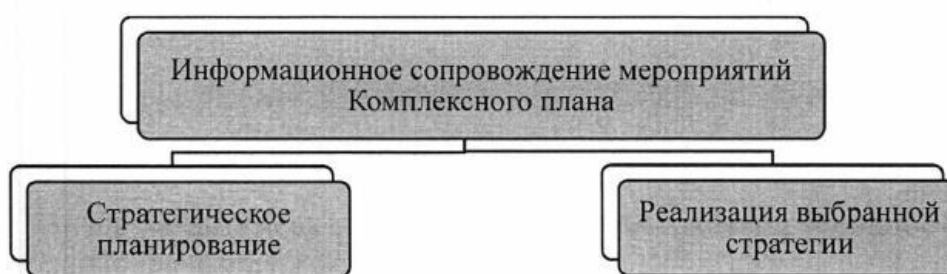 Информационное сопровождение мероприятий
Комплексного плана
Стратегическое
планирование
Реализация выбранной
стратегии